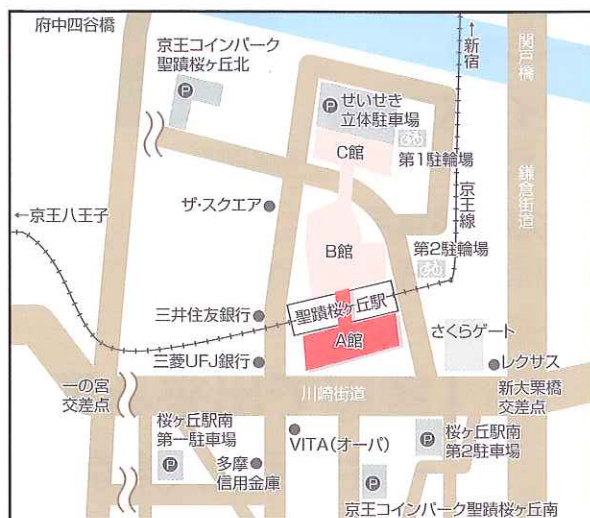 府中四谷橋
京王コインパーク
聖蹟桜ヶ丘北
P
→新宿
関戸橋
P せいせき
立体駐車場
C館
第1駐輪場
鎌倉街道
京王線
ザ・スクエア
←京王八王子
B館
第2駐輪場
聖蹟桜ヶ丘駅
三井住友銀行
A館
さくらゲート
三菱UFJ銀行
レクサス
一の宮
交差点
川崎街道
新大栗橋
交差点
桜ヶ丘駅南
第一駐車場
P
VITA(オーパ)
P
桜ヶ丘駅南
第2駐車場
多摩
信用金庫
P
京王コインパーク聖蹟桜ヶ丘南